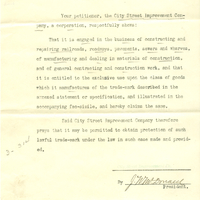 Your petitioner, the City Street Improvement Com-
pany, a corporation, respectfully shows:
That it is engaged in the business of constructing and
repairing railroads, roadways, pavements, sewers and wharves,
of manufacturing and dealing in materials of construction,
and of general contracting and construction work, and that
it is entitled to the exclusive use upon the class of goods
which it manufactures of the trade-mark described in the
annexed statement or specification, and illustrated in the
accompanying fac-simile, and hereby claims the same.
Said City Street Improvement Company therefore
prays that it may be permitted to obtain protection of such
lawful trade-mark under the law in such case made and provid-
ed.
By
President.